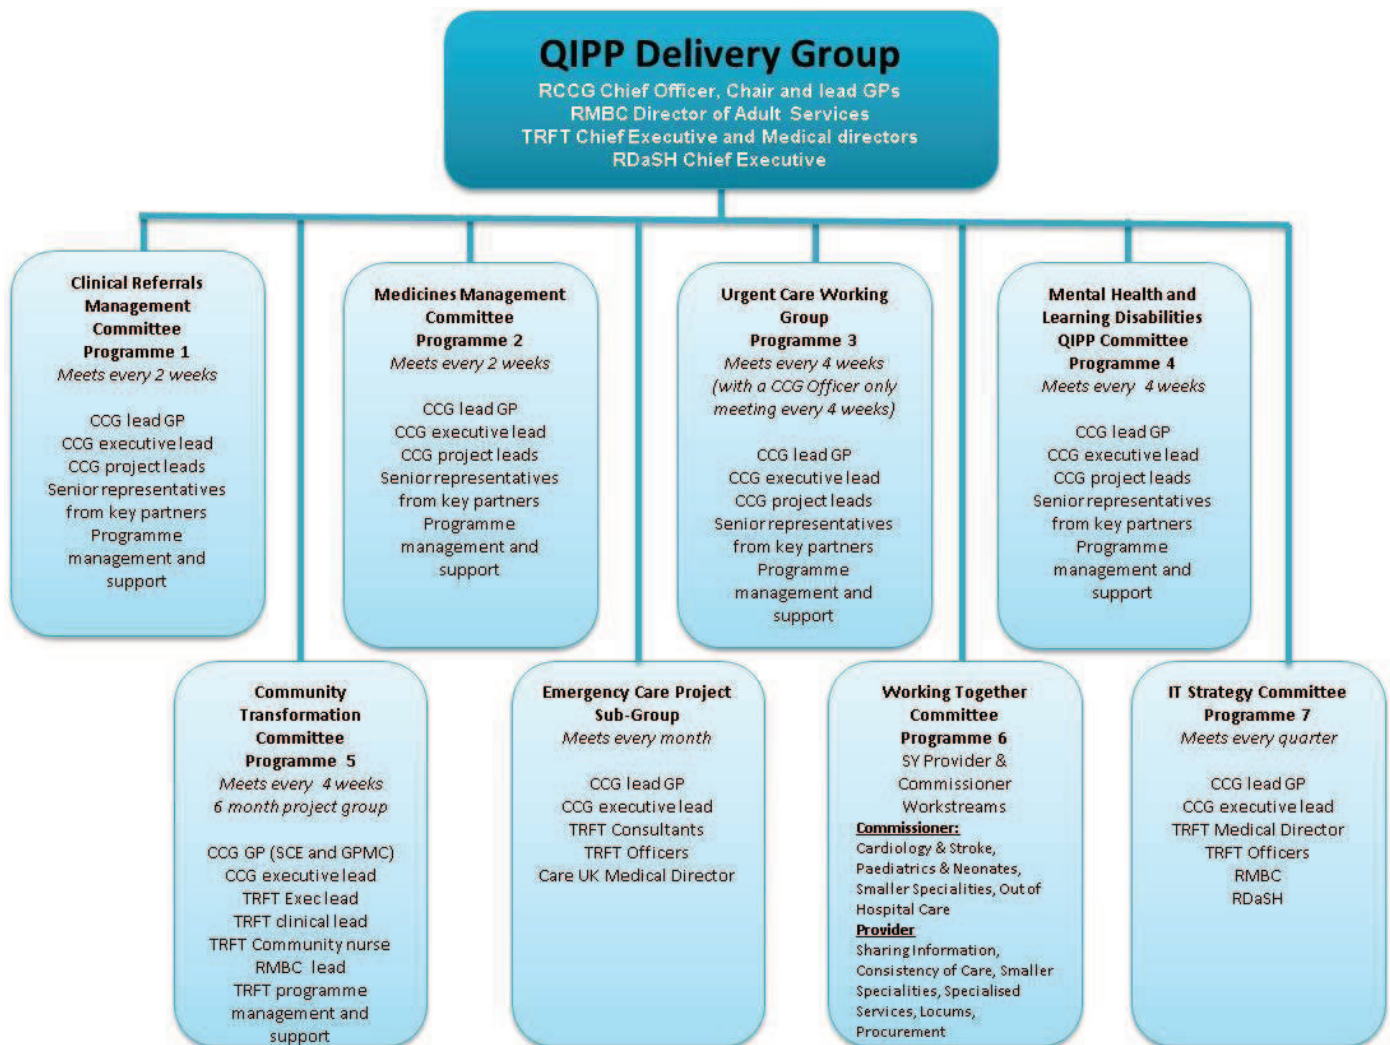 QIPP Delivery Group
RCCG Chief Officer, Chair and lead GPs
RMBC Director of Adult Services
TRFT Chief Executive and Medical directors
RDaSH Chief Executive
Clinical Referrals
Management
Committee
Programme 1
Meets every 2 weeks
CCG lead GP
CCG executive lead
CCG project leads
Senior representatives
from key partners
Programme
management and
support
Medicines Management
Committee
Programme 2
Meets every 2 weeks
CCG lead GP
CCG executive lead
CCG project leads
Senior representatives
from key partners
Programme
management and
support
Urgent Care Working
Group
Programme 3
Meets every 4 weeks
(with a CCG Officer only
meeting every 4 weeks)
CCG lead GP
CCG executive lead
CCG project leads
Senior representatives
from key partners
Programme
management and
support
Mental Health and
Learning Disabilities
QIPP Committee
Programme 4
Meets every 4 weeks
CCG lead GP
CCG executive lead
CCG project leads
Senior representatives
from key partners
Programme
management and
support
Community
Transformation
Committee
Programme 5
Meets every 4 weeks
6 month project group
CCG GP (SCE and GPMC)
CCG executive lead
TRFT Exec lead
TRFT clinical lead
TRFT Community nurse
RMBC lead
TRFT programme
management and
support
Emergency Care Project
Sub-Group
Meets every month
CCG lead GP
CCG executive lead
TRFT Consultants
TRFT Officers
Care UK Medical Director
Working Together
Committee
Programme 6
SY Provider &
Commissioner
Workstreams
Commissioner:
Cardiology & Stroke,
Paediatrics & Neonates,
Smaller Specialities, Out of
Hospital Care
Provider
Sharing Information,
Consistency of Care, Smaller
Specialities, Specialised
Services, Locums,
Procurement
IT Strategy Committee
Programme 7
Meets every quarter
CCG lead GP
CCG executive lead
TRFT Medical Director
TRFT Officers
RMBC
RDaSH